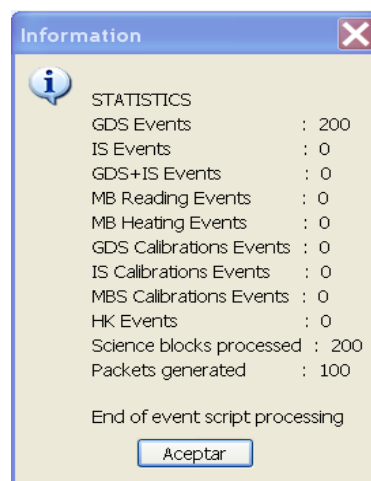 Information
STATISTICS
GDS Events : 200
IS Events : 0
GDS+IS Events : 0
MB Reading Events : 0
MB Heating Events : 0
GDS Calibrations Events : 0
IS Calibrations Events : 0
MBS Calibrations Events : 0
HK Events : 0
Science blocks processed : 200
Packets generated : 100
End of event script processing
Aceptar